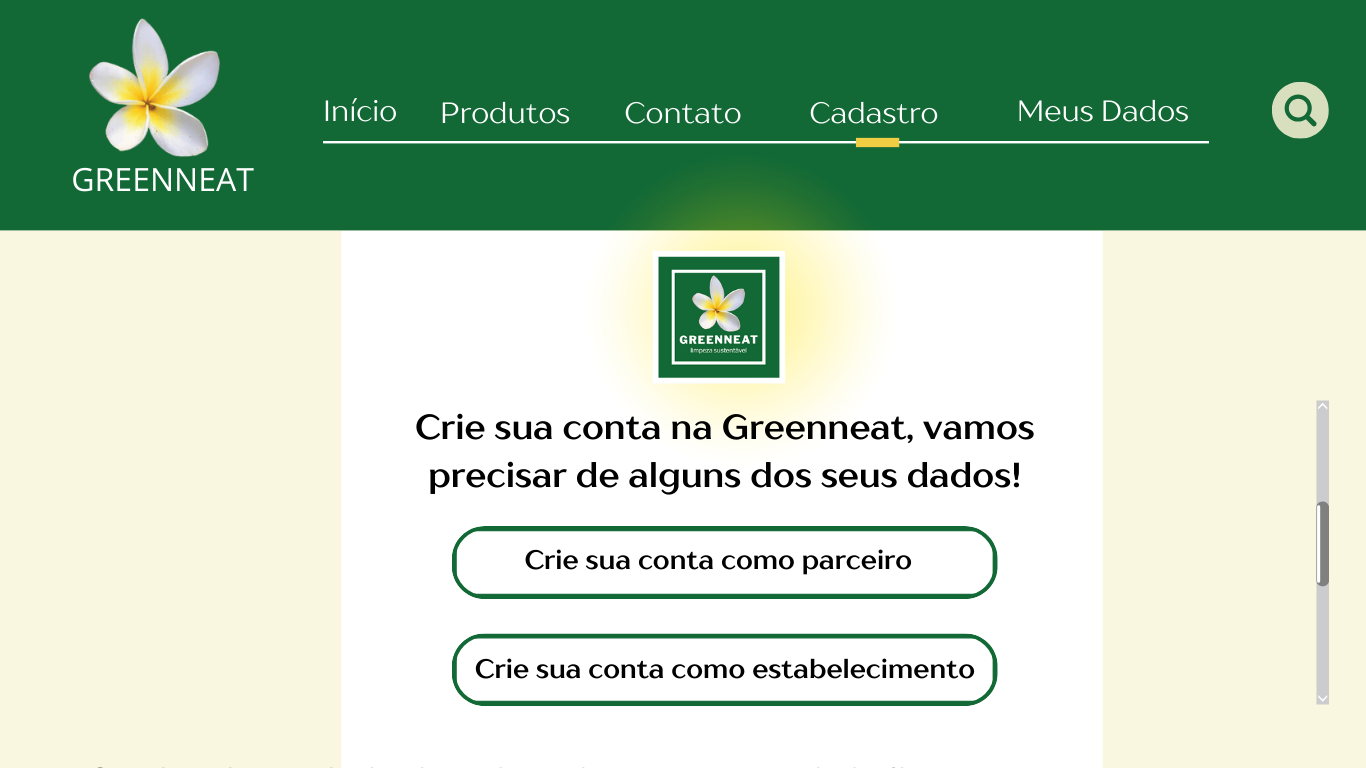 GREENNEAT
Início Produtos Contato Cadastro Meus Dados
GREENNEAT
limpeza sustentável
Crie sua conta na Greenneat, vamos
precisar de alguns dos seus dados!
Crie sua conta como parceiro
Crie sua conta como estabelecimento